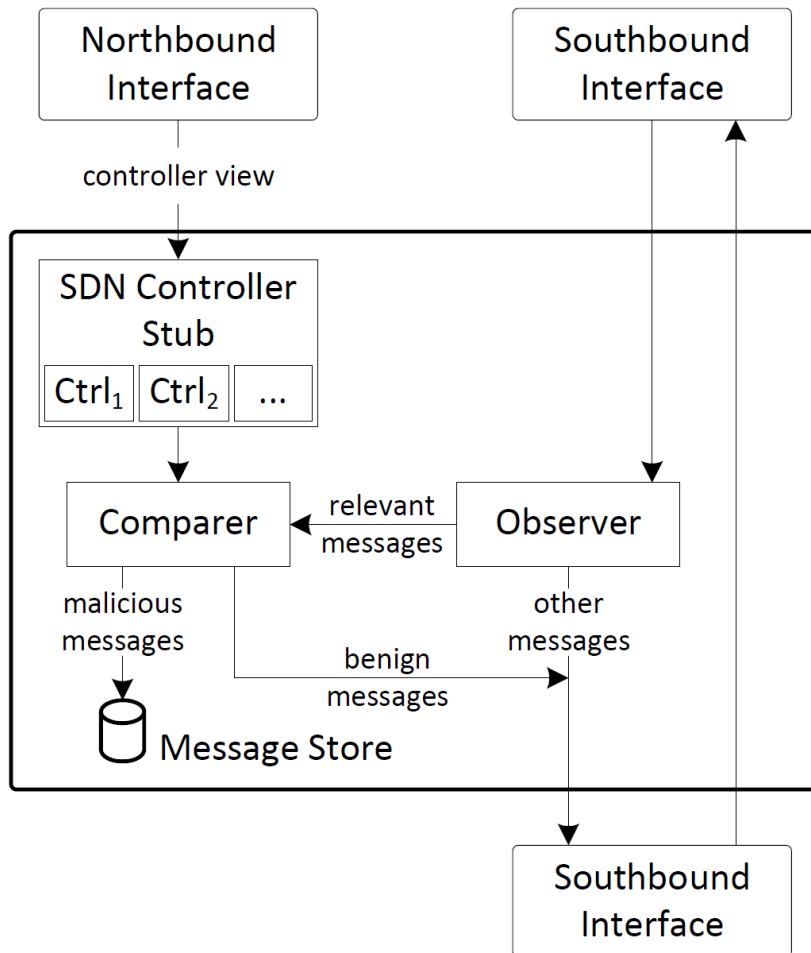 Northbound
Interface
Southbound
Interface
controller view
SDN Controller
Stub
Ctrl₁
Ctrl₂
...
Comparer
relevant
messages
Observer
malicious
messages
other
messages
benign
messages
Message Store
Southbound
Interface